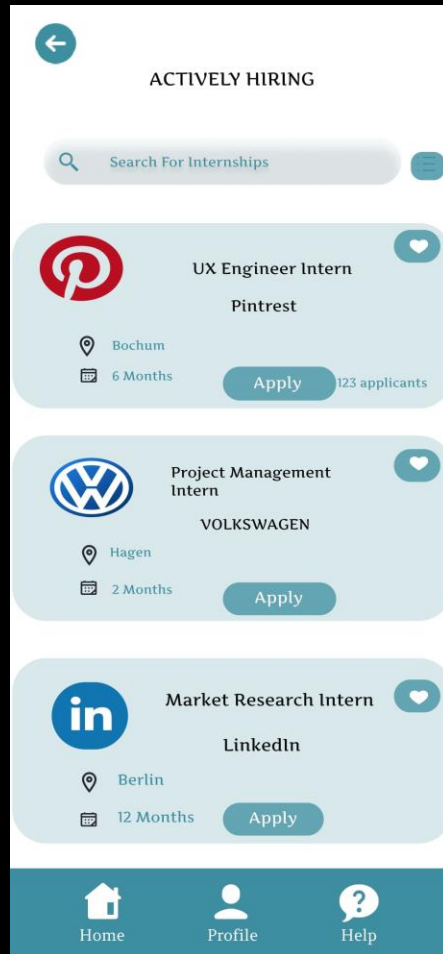 ACTIVELY HIRING
Search For Internships
UX Engineer Intern
Pintrest
Bochum
6 Months
Apply
123 applicants
Project Management
Intern
VOLKSWAGEN
Hagen
2 Months
Apply
in
Market Research Intern
LinkedIn
Berlin
12 Months
Apply
Home
Profile
Help